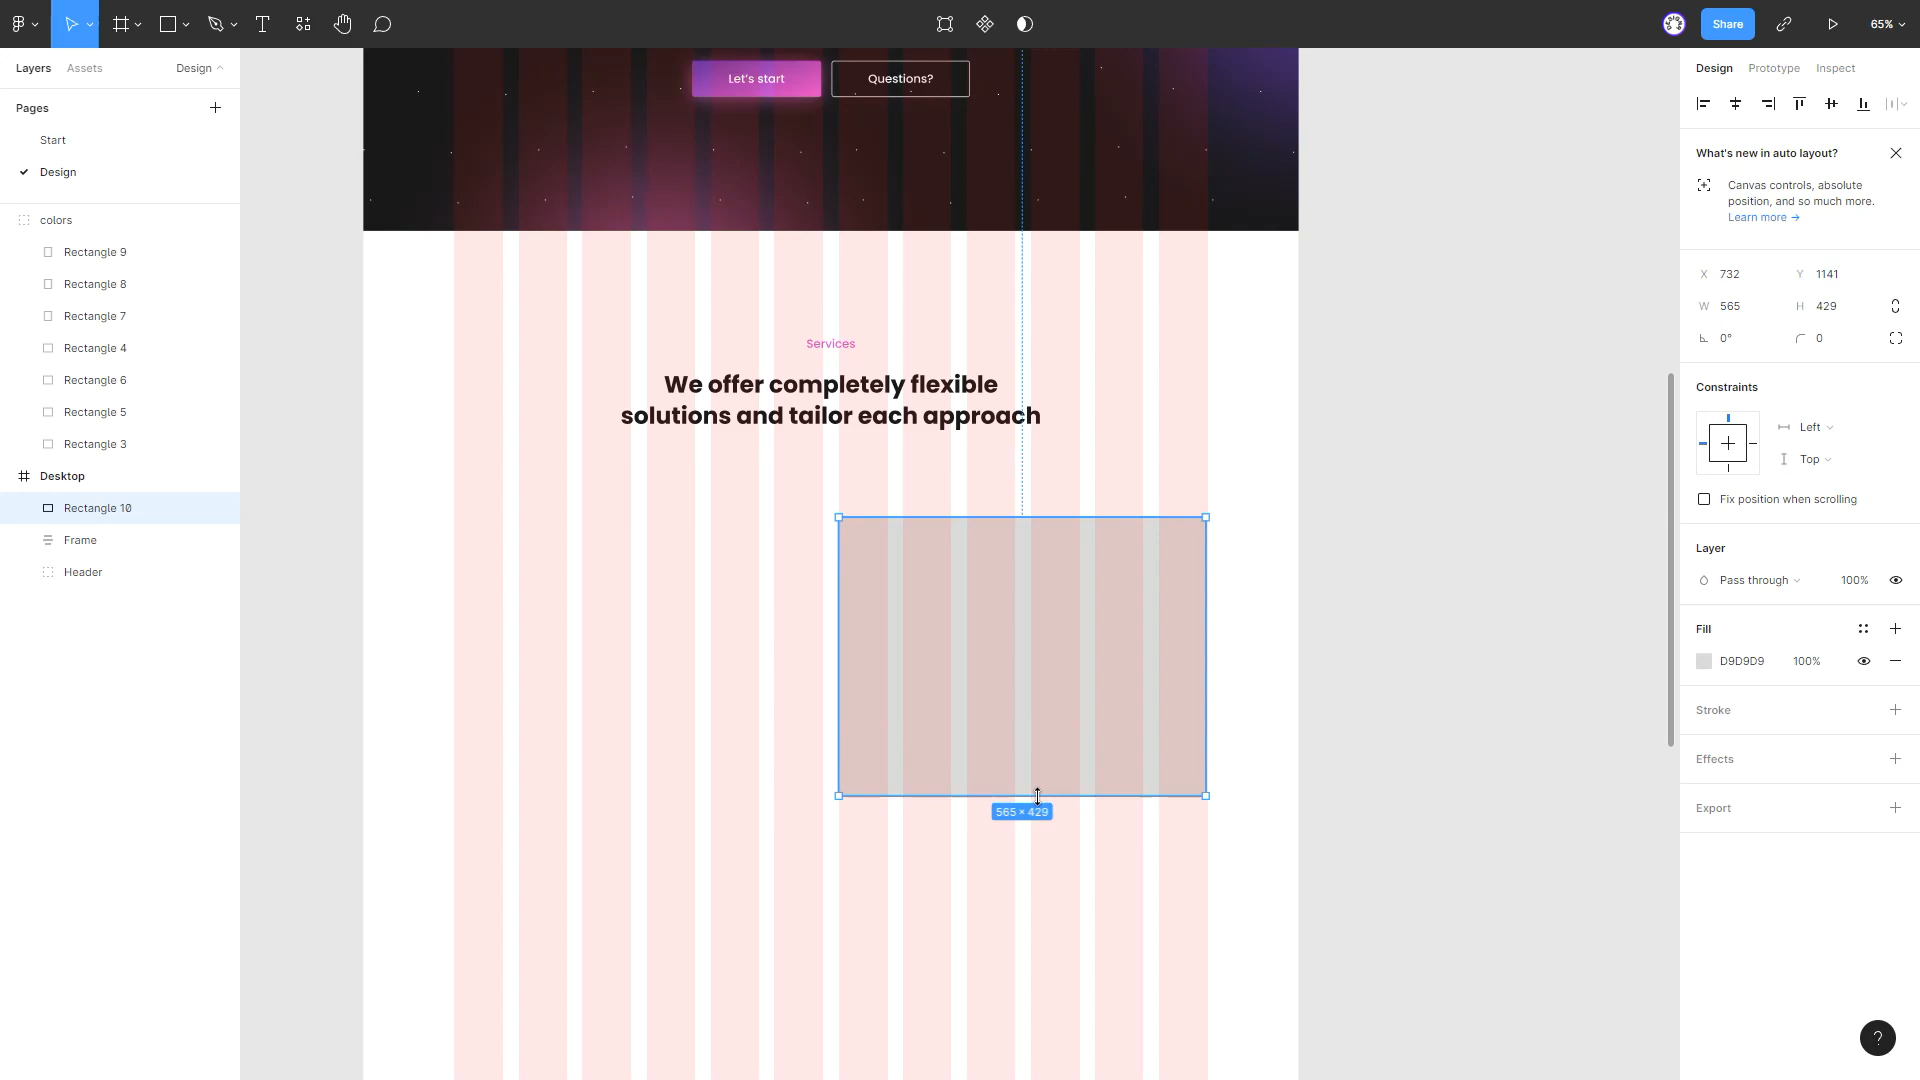 Share
65%
Layers
Assets
Design
Pages
Start
Design
colors
Rectangle 9
Rectangle 8
Rectangle 7
Rectangle 4
Rectangle 6
Rectangle 5
Rectangle 3
Desktop
Rectangle 10
Frame
Header
Let's start
Questions?
Services
We offer completely flexible
solutions and tailor each approach
565 × 429
Design
Prototype
Inspect
What's new in auto layout?
Canvas controls, absolute
position, and so much more.
Learn more →
X 732
Y 1141
W 565
H 429
0°
0
Constraints
Left
Top
Fix position when scrolling
Layer
Pass through
100%
Fill
D9D9D9
100%
Stroke
Effects
Export
?